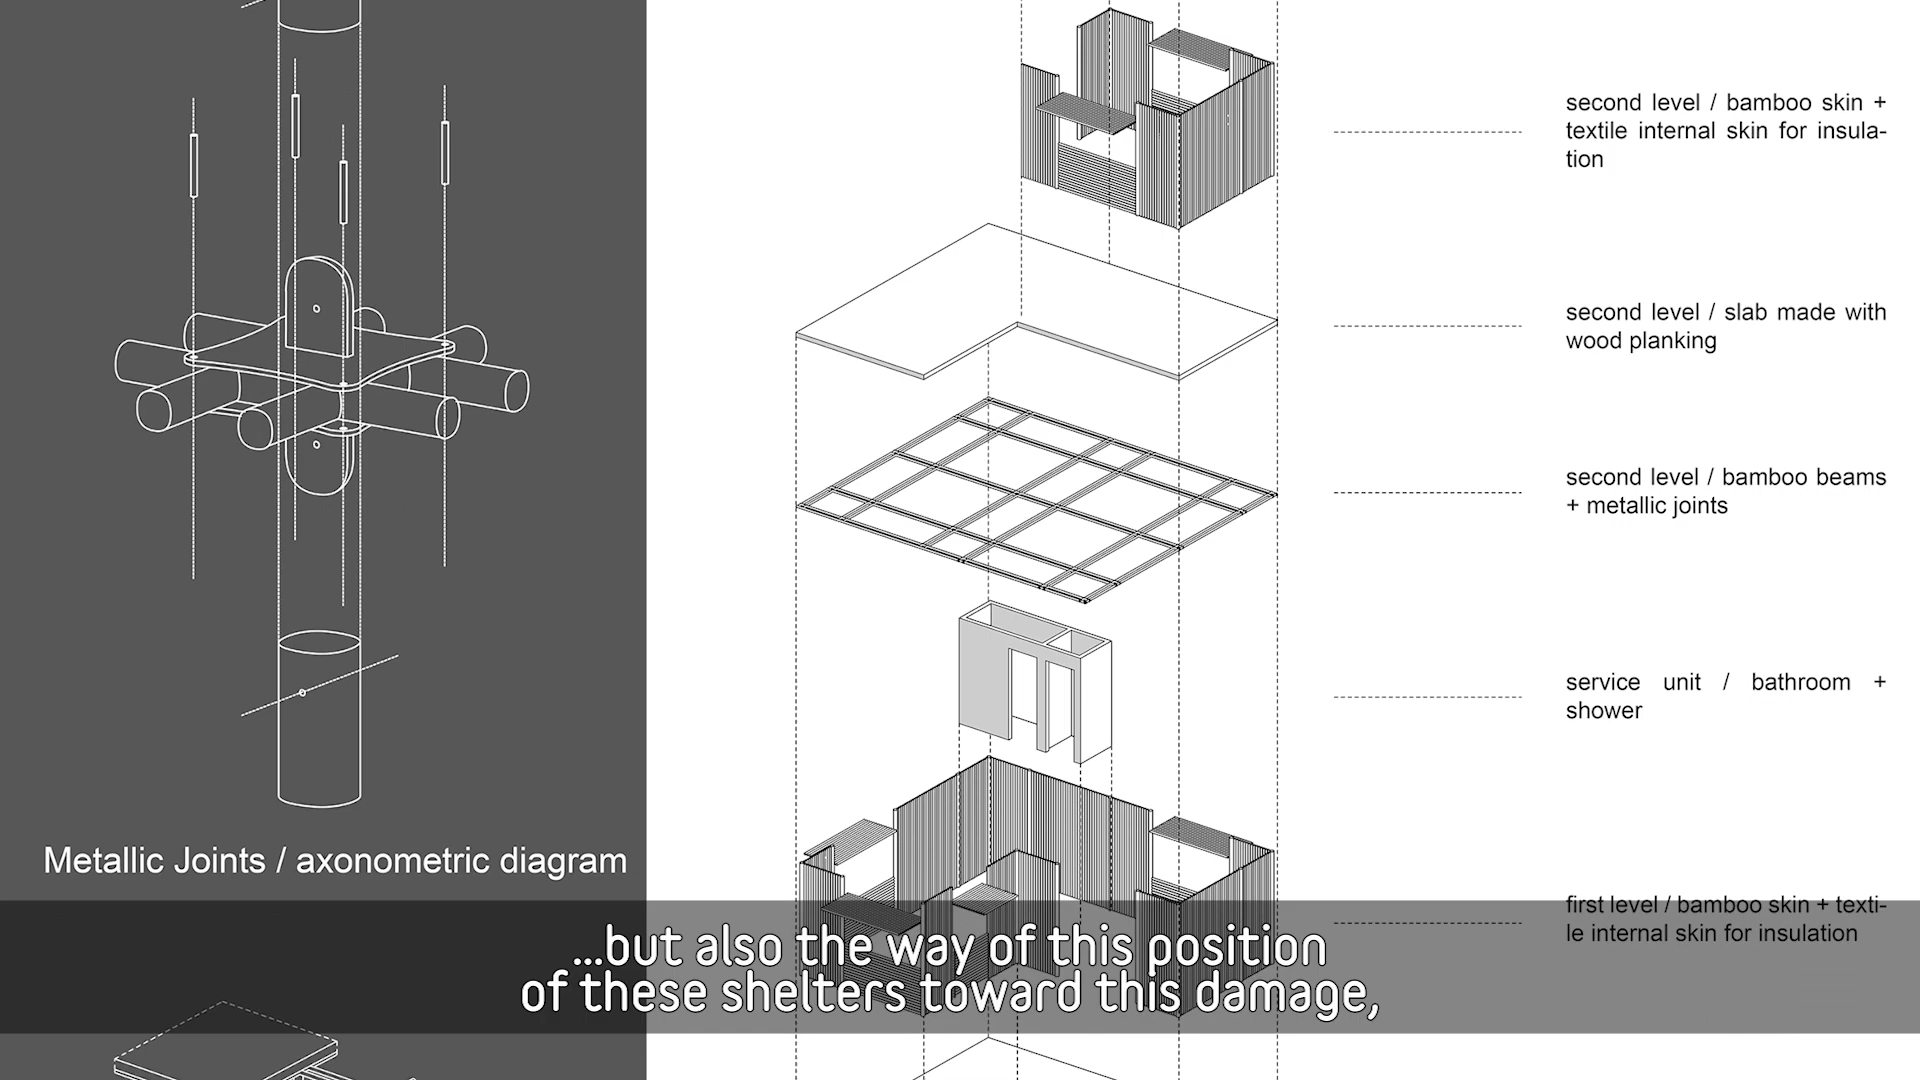 second level / bamboo skin +
textile internal skin for insula-
tion
second level / slab made with
wood planking
second level / bamboo beams
+ metallic joints
service unit / bathroom +
shower
Metallic Joints / axonometric diagram
first level / bamboo skin + texti-
le internal skin for insulation
...but also the way of this position
of these shelters toward this damage,